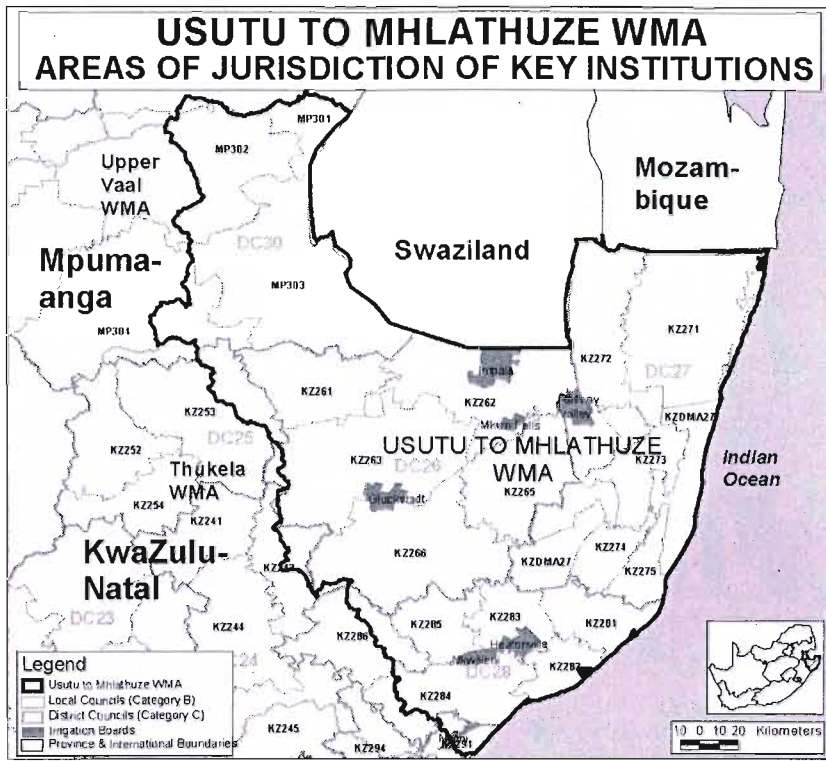 USUTU TO MHLATHUZE WMA
AREAS OF JURISDICTION OF KEY INSTITUTIONS
MP301
MP302
Upper
Vaal
WMA
Mozam-
bique
DC30
Swaziland
Mpuma-
anga
MP303
MP304
KZ271
KZ272
DC27
Impala
KZ261
KZ262
KZ253
KZDMA27
DC25
KZ252
USUTU TO MHLATHUZE
WMA
KZ263
DC26
KZ273
Indian
Ocean
Thukela
WMA
KZ265
KZ254
KZ241
Gluckstadt
KwaZulu-
Natal
KZ266
KZDMA27
KZ274
KZ275
DC23
KZ244
KZ286
KZ285
KZ283
KZ281
Heatonville
DC28
KZ282
KZ284
KZ245
KZ294
Legend
Usutu to Mhlathuze WMA
Local Councils (Category B)
District Councils (Category C)
Irrigation Boards
Province & International Boundaries
10 0 10 20 Kilometers